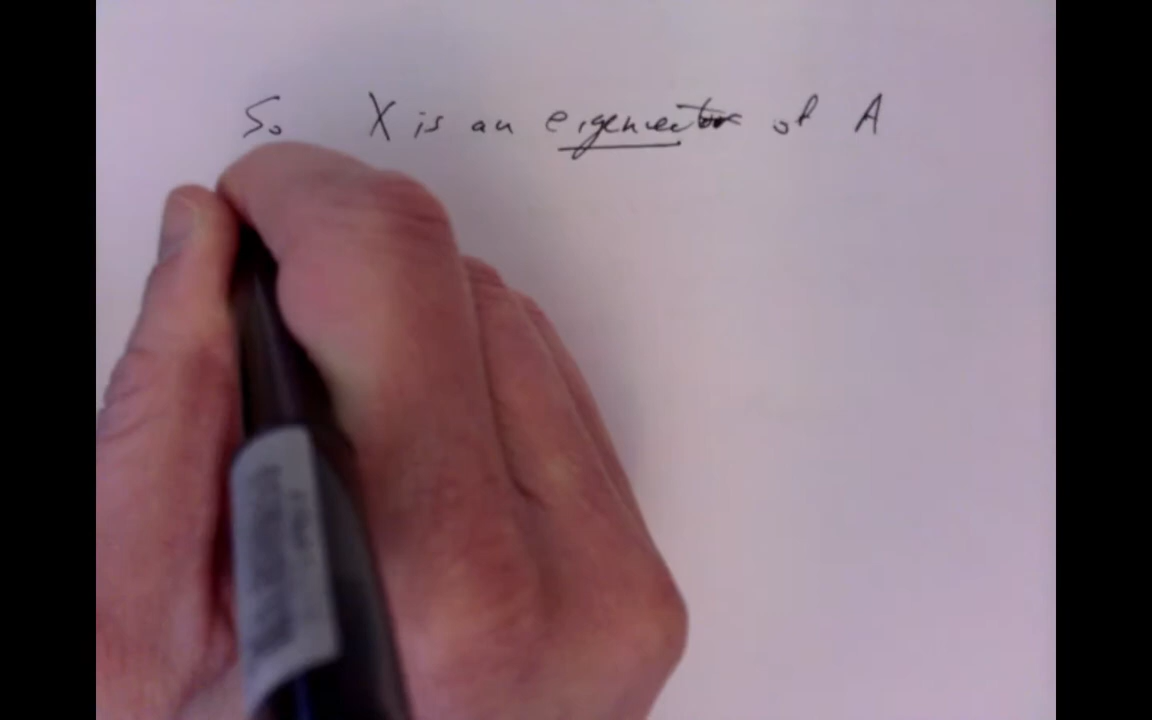 So X is an eigenvector of A